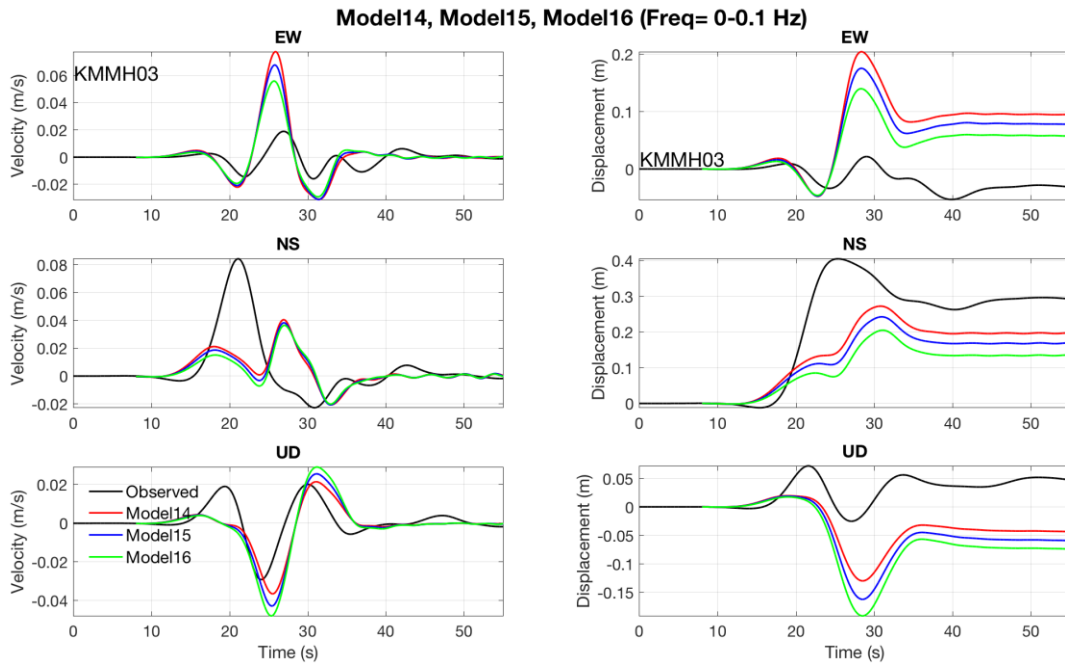 Model14, Model15, Model16 (Freq= 0-0.1 Hz)
EW
KMMH03
Velocity (m/s)
0.06
0.04
0.02
0
-0.02
0 10 20 30 40 50
EW
KMMH03
Displacement (m)
0.2
0.1
0
0 10 20 30 40 50
NS
Velocity (m/s)
0.08
0.06
0.04
0.02
0
-0.02
0 10 20 30 40 50
NS
Displacement (m)
0.4
0.3
0.2
0.1
0
0 10 20 30 40 50
UD
Velocity (m/s)
0.02
0
-0.02
-0.04
Observed
Model14
Model15
Model16
0 10 20 30 40 50
Time (s)
UD
Displacement (m)
0.05
0
-0.05
-0.1
-0.15
0 10 20 30 40 50
Time (s)